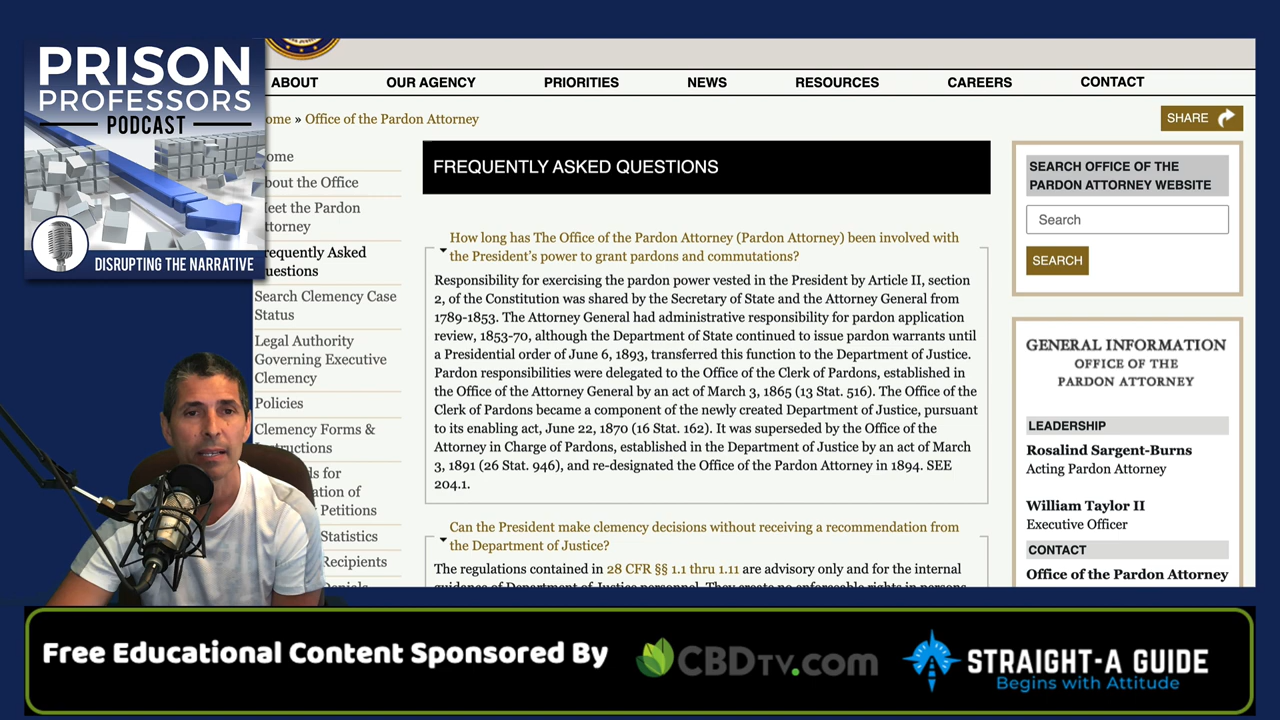 PRISON
PROFESSORS
PODCAST
DISRUPTING THE NARRATIVE
ABOUT
OUR AGENCY
PRIORITIES
NEWS
RESOURCES
CAREERS
CONTACT
ome » Office of the Pardon Attorney
SHARE
ome
bout the Office
eet the Pardon
ttorney
requently Asked
uestions
Search Clemency Case
Status
Legal Authority
Governing Executive
Clemency
Policies
Clemency Forms &
tructions
ds for
ation of
Petitions
Statistics
Recipients
FREQUENTLY ASKED QUESTIONS
How long has The Office of the Pardon Attorney (Pardon Attorney) been involved with
the President's power to grant pardons and commutations?
Responsibility for exercising the pardon power vested in the President by Article II, section
2, of the Constitution was shared by the Secretary of State and the Attorney General from
1789-1853. The Attorney General had administrative responsibility for pardon application
review, 1853-70, although the Department of State continued to issue pardon warrants until
a Presidential order of June 6, 1893, transferred this function to the Department of Justice.
Pardon responsibilities were delegated to the Office of the Clerk of Pardons, established in
the Office of the Attorney General by an act of March 3, 1865 (13 Stat. 516). The Office of the
Clerk of Pardons became a component of the newly created Department of Justice, pursuant
to its enabling act, June 22, 1870 (16 Stat. 162). It was superseded by the Office of the
Attorney in Charge of Pardons, established in the Department of Justice by an act of March
3, 1891 (26 Stat. 946), and re-designated the Office of the Pardon Attorney in 1894. SEE
204.1.
Can the President make clemency decisions without receiving a recommendation from
the Department of Justice?
The regulations contained in 28 CFR §§ 1.1 thru 1.11 are advisory only and for the internal
guidance of Department of Justice personnel. They create no enforceable rights in persons
SEARCH OFFICE OF THE
PARDON ATTORNEY WEBSITE
Search
SEARCH
GENERAL INFORMATION
OFFICE OF THE
PARDON ATTORNEY
LEADERSHIP
Rosalind Sargent-Burns
Acting Pardon Attorney
William Taylor II
Executive Officer
CONTACT
Office of the Pardon Attorney
Free Educational Content Sponsored By
CBDTV.com
STRAIGHT-A GUIDE
Begins with Attitude